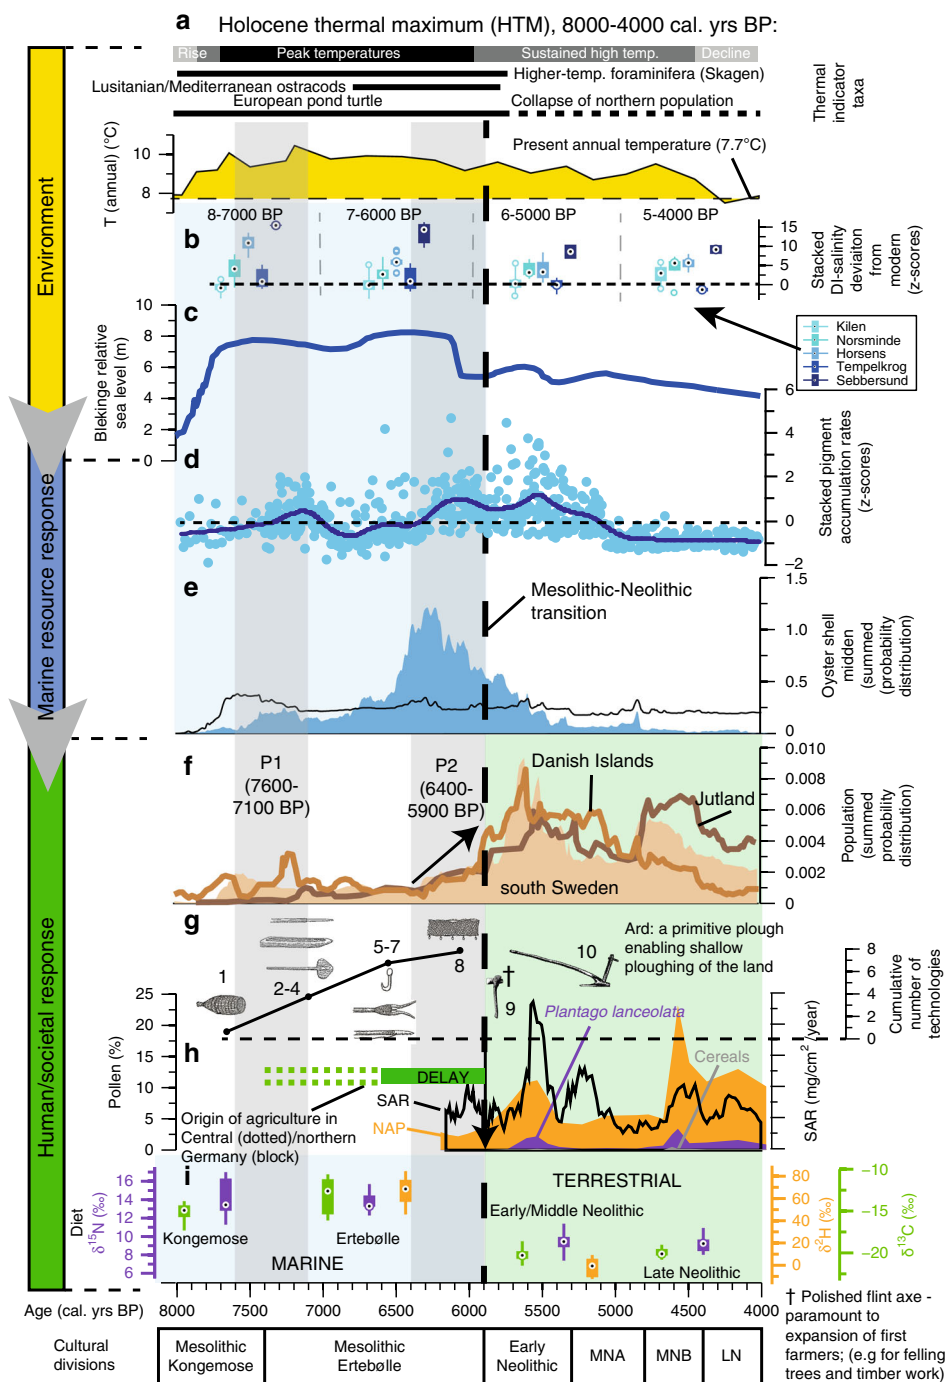 a Holocene thermal maximum (HTM), 8000-4000 cal. yrs BP:
Rise Peak temperatures Sustained high temp. Decline
Higher-temp. foraminifera (Skagen)
Lusitanian/Mediterranean ostracods
European pond turtle Collapse of northern population
Thermal
indicator
taxa
T (annual) (°C)
10
8
Present annual temperature (7.7°C)
8-7000 BP 7-6000 BP 6-5000 BP 5-4000 BP
b
15
10
5
0
Stacked
DI-salinity
deviaiton
from
modern
(z-scores)
Kilen
Norsminde
Horsens
Tempelkrog
Sebbersund
c
Blekinge relative
sea level (m)
10
8
6
4
2
0
d
6
4
2
0
−2
Stacked pigment
accumulation rates
(z-scores)
e
Mesolithic-Neolithic
transition
1.5
1.0
0.5
0
Oyster shell
midden
(summed
(probability
distribution)
f
P1
(7600-
7100 BP)
P2
(6400-
5900 BP)
Danish Islands
Jutland
south Sweden
0.010
0.008
0.006
0.004
0.002
0
Population
(summed
probability
distribution)
g
1
2-4
5-7
8
†
9
10
Ard: a primitive plough
enabling shallow
ploughing of the land
8
6
4
2
0
Cumulative
number of
technologies
h
Pollen (%)
25
20
15
10
5
0
Plantago lanceolata
Cereals
DELAY
SAR
NAP
Origin of agriculture in
Central (dotted)/northern
Germany (block)
SAR (mg/cm² /year)
i
Diet
δ¹⁵N (‰)
16
14
12
10
8
6
Kongemose
Ertebølle
MARINE
TERRESTRIAL
Early/Middle Neolithic
Late Neolithic
80
60
40
20
0
δ²H (‰)
−10
−15
−20
δ¹³C (‰)
Environment
Marine resource response
Human/societal response
Age (cal. yrs BP) 8000 7500 7000 6500 6000 5500 5000 4500 4000
Cultural
divisions
Mesolithic
Kongemose
Mesolithic
Ertebølle
Early
Neolithic
MNA
MNB
LN
† Polished flint axe -
paramount to
expansion of first
farmers; (e.g for felling
trees and timber work)